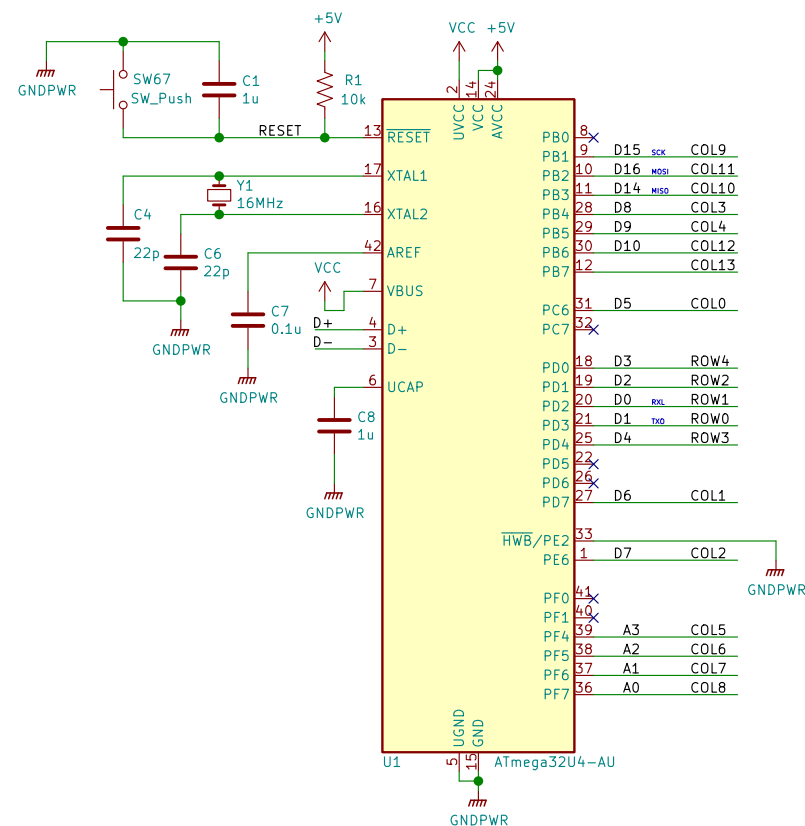 +5V
VCC +5V
SW67
SW_Push
GNDPWR
C1
1u
R1
10k
RESET
2
UVCC
14
VCC
24
AVCC
13 RESET
17 XTAL1
Y1
16MHz
16 XTAL2
C4
22p
C6
22p
GNDPWR
42 AREF
C7
0.1u
GNDPWR
VCC
7 VBUS
D+ 4 D+
D- 3 D-
6 UCAP
C8
1u
GNDPWR
PB0 8
PB1 9 D15 SCK COL9
PB2 10 D16 MOSI COL11
PB3 11 D14 MISO COL10
PB4 28 D8 COL3
PB5 29 D9 COL4
PB6 30 D10 COL12
PB7 12 COL13
PC6 31 D5 COL0
PC7 32
PD0 18 D3 ROW4
PD1 19 D2 ROW2
PD2 20 D0 RXL ROW1
PD3 21 D1 TXO ROW0
PD4 25 D4 ROW3
PD5 22
PD6 26
PD7 27 D6 COL1
HWB/PE2 33
PE6 1 D7 COL2
GNDPWR
PF0 41
PF1 40
PF4 39 A3 COL5
PF5 38 A2 COL6
PF6 37 A1 COL7
PF7 36 A0 COL8
UGND
5
GND
15
U1
ATmega32U4-AU
GNDPWR